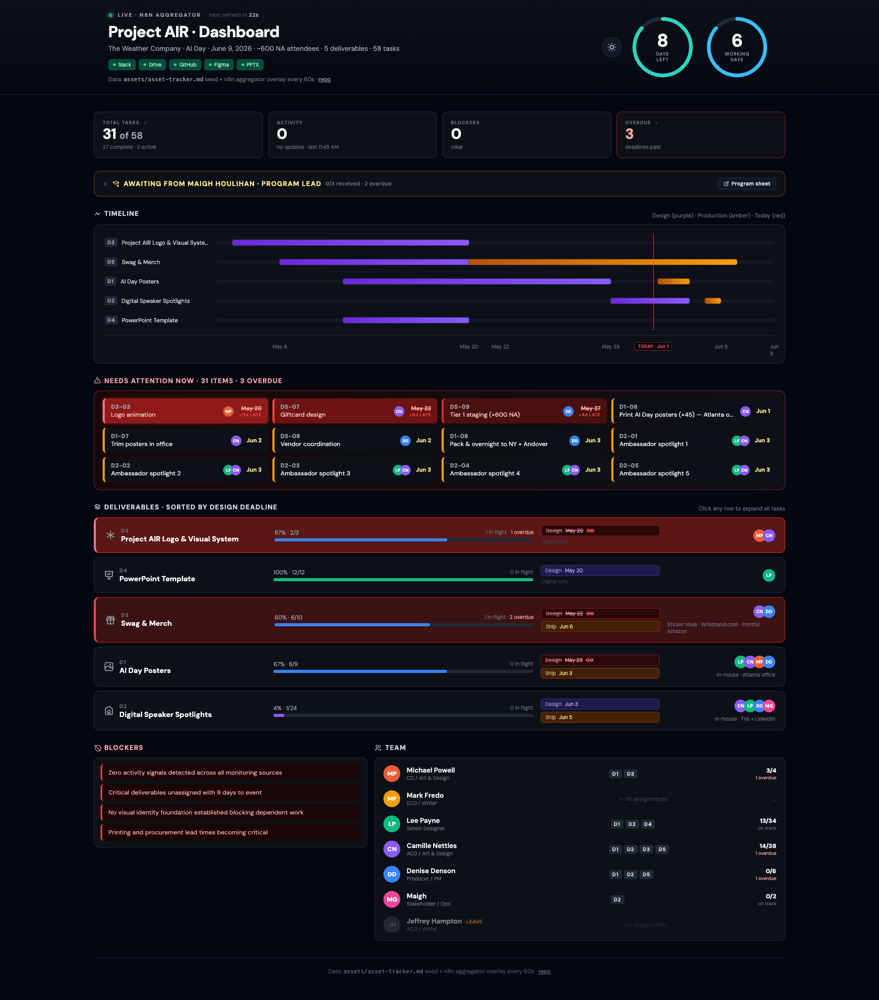 LIVE · N8N AGGREGATOR · next refresh in 22s
Project AIR · Dashboard
The Weather Company · AI Day · June 9, 2026 · ~600 NA attendees · 5 deliverables · 58 tasks
Slack Drive GitHub Figma PPTX
Data: assets/asset-tracker.md seed + n8n aggregator overlay every 60s · repo
8
DAYS
LEFT
6
WORKING
DAYS
TOTAL TASKS
31 of 58
27 complete · 2 active
ACTIVITY
0
no updates · last 11:45 AM
BLOCKERS
0
clear
OVERDUE
3
deadlines past
AWAITING FROM MAIGH HOULIHAN · PROGRAM LEAD 0/3 received · 2 overdue
Program sheet
TIMELINE
Design (purple) · Production (amber) · Today (red)
D3 Project AIR Logo & Visual Syste...
D5 Swag & Merch
D1 AI Day Posters
D2 Digital Speaker Spotlights
D4 PowerPoint Template
May 8 May 20 May 22 May 29 TODAY · Jun 1 Jun 5 Jun
9
NEEDS ATTENTION NOW · 31 ITEMS · 3 OVERDUE
D3-03
Logo animation
MP
May 20
+11d LATE
D5-07
Giftcard design
CN
May 22
+9d LATE
D5-09
Tier 1 staging (×600 NA)
DD
May 27
+4d LATE
D1-06
Print AI Day posters (×45) — Atlanta o...
CN
Jun 1
D1-07
Trim posters in office
CN
Jun 2
D5-08
Vendor coordination
DD
Jun 2
D1-08
Pack & overnight to NY + Andover
DD
Jun 3
D2-01
Ambassador spotlight 1
LP CN
Jun 3
D2-02
Ambassador spotlight 2
LP CN
Jun 3
D2-03
Ambassador spotlight 3
LP CN
Jun 3
D2-04
Ambassador spotlight 4
LP CN
Jun 3
D2-05
Ambassador spotlight 5
LP CN
Jun 3
DELIVERABLES · SORTED BY DESIGN DEADLINE
Click any row to expand all tasks
D3
Project AIR Logo & Visual System
67% · 2/3
1 in flight · 1 overdue
Design May 20 OD
Digital only
MP CN
D4
PowerPoint Template
100% · 12/12
0 in flight
Design May 20
Digital only
LP
D5
Swag & Merch
60% · 6/10
1 in flight · 2 overdue
Design May 22 OD
Ship Jun 6
CN DD
Sticker Mule · Wristband.com · Printful ·
Amazon
D1
AI Day Posters
67% · 6/9
0 in flight
Design May 29 OD
Ship Jun 3
LP CN MP DD
In-house · Atlanta office
D2
Digital Speaker Spotlights
4% · 1/24
0 in flight
Design Jun 3
Ship Jun 5
CN LP DD MG
In-house · TVs + LinkedIn
BLOCKERS
Zero activity signals detected across all monitoring sources
Critical deliverables unassigned with 9 days to event
No visual identity foundation established blocking dependent work
Printing and procurement lead times becoming critical
TEAM
MP
Michael Powell
CD / Art & Design
D1 D3
3/4
1 overdue
MF
Mark Fredo
ECD / Writer
— no assignments
—
LP
Lee Payne
Senior Designer
D1 D2 D4
13/34
on track
CN
Camille Nettles
ACD / Art & Design
D1 D2 D3 D5
14/38
1 overdue
DD
Denise Denson
Producer / PM
D1 D2 D5
0/6
1 overdue
MG
Maigh
Stakeholder / Ops
D2
0/2
on track
JH
Jeffrey Hampton · LEAVE
ACD / Writer
— no assignments
—
Data: assets/asset-tracker.md seed + n8n aggregator overlay every 60s · repo